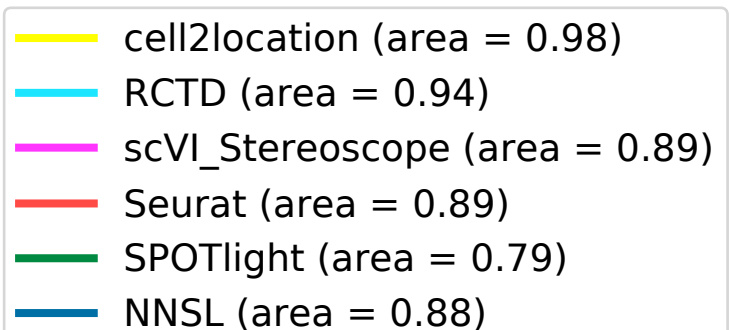 cell2location (area = 0.98)
RCTD (area = 0.94)
scVI_Stereoscope (area = 0.89)
Seurat (area = 0.89)
SPOTlight (area = 0.79)
NNSL (area = 0.88)